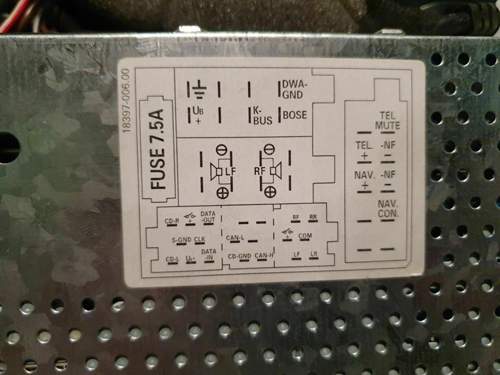 18397-006.00
FUSE 7.5A
DWA-
GND
UB
+
K-
BUS
BOSE
LF
RF
TEL
MUTE
TEL. -NF
+ -
NAV. -NF
+ -
NAV.
CON.
CD-R + DATA
-OUT
S-GND CLK
CD-L UB+ DATA
-IN
CAN-L
CD-GND CAN-H
RF RR
+ COM
LF LR